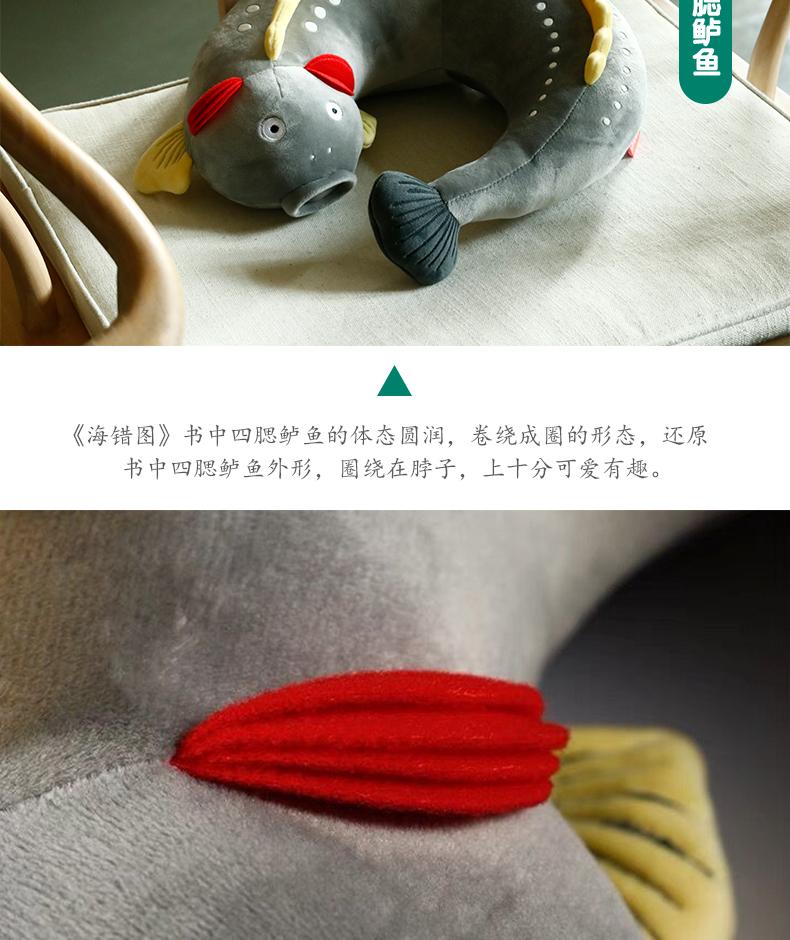 腮鲈鱼
《海错图》书中四腮鲈鱼的体态圆润，卷绕成圈的形态，还原
书中四腮鲈鱼外形，圈绕在脖子，上十分可爱有趣。